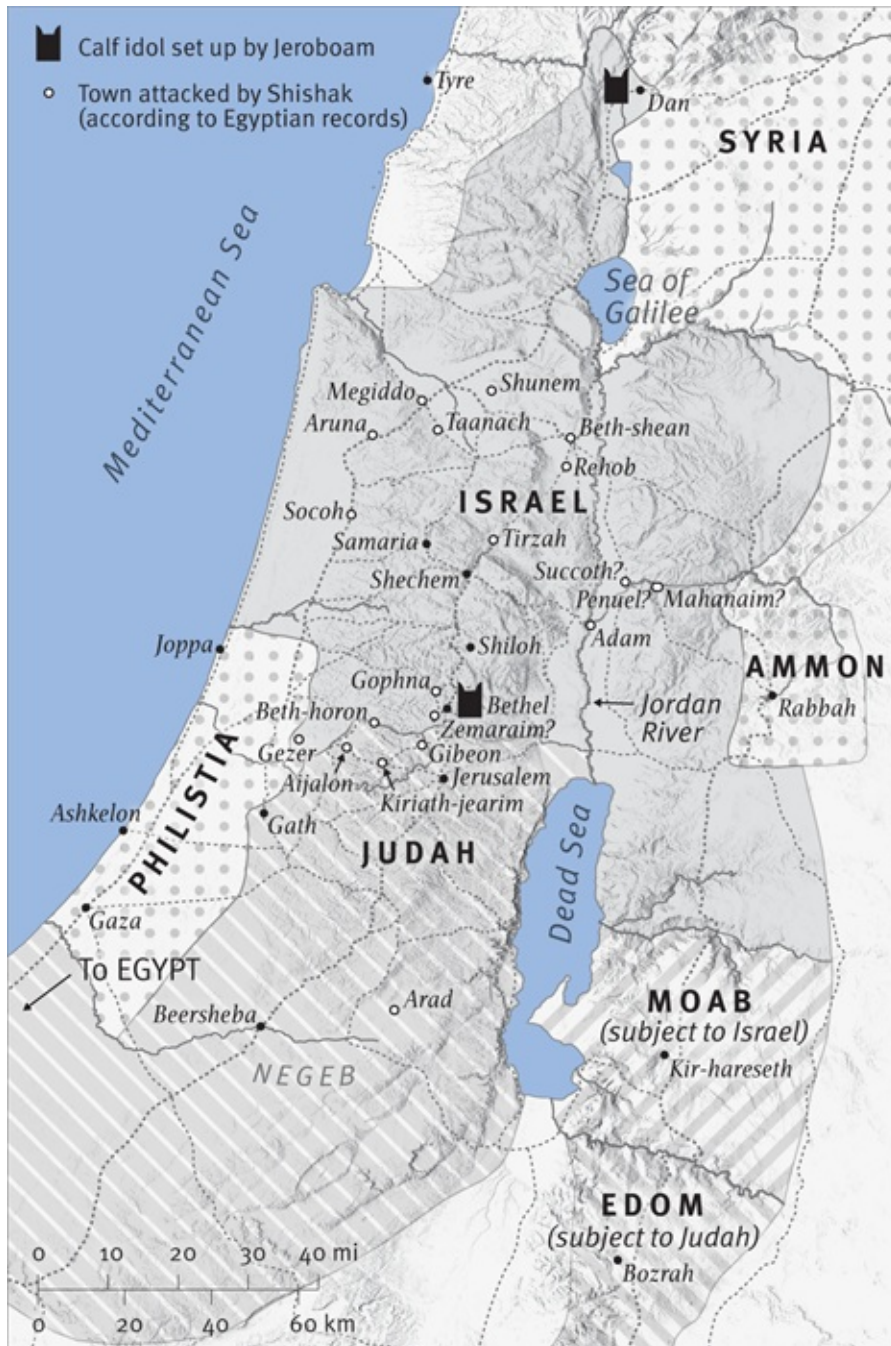 Calf idol set up by Jeroboam
Town attacked by Shishak
(according to Egyptian records)
Tyre
Dan
SYRIA
Mediterranean Sea
Sea of
Galilee
Megiddo
Shunem
Aruna
Taanach
Beth-shean
Rehob
ISRAEL
Socoh
Samaria
Tirzah
Shechem
Succoth?
Penuel?
Mahanaim?
Adam
Joppa
Shiloh
AMMON
Rabbah
Gophna
Bethel
Jordan
River
Beth-horon
Zemaraim?
Gezer
Gibeon
Aijalon
Jerusalem
Kiriath-jearim
Ashkelon
Gath
PHILISTIA
JUDAH
Dead Sea
Gaza
To EGYPT
Beersheba
Arad
MOAB
(subject to Israel)
Kir-hareseth
NEGEB
EDOM
(subject to Judah)
Bozrah
0 10 20 30 40 mi
0 20 40 60 km